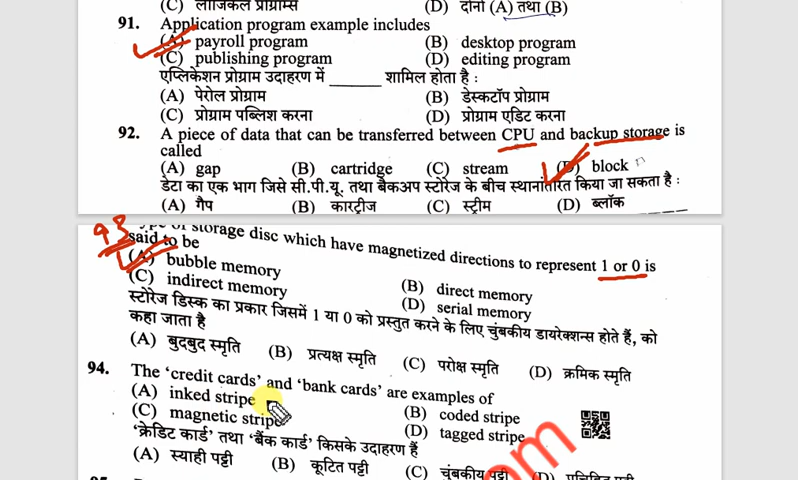 (C) लॉजिकल प्रोग्राम्स (D) दोनों (A) तथा (B)
91. Application program example includes
(A) payroll program (B) desktop program
(C) publishing program (D) editing program
एप्लिकेशन प्रोग्राम उदाहरण में ______ शामिल होता है :
(A) पेरोल प्रोग्राम (B) डेस्कटॉप प्रोग्राम
(C) प्रोग्राम पब्लिश करना (D) प्रोग्राम एडिट करना
92. A piece of data that can be transferred between CPU and backup storage is
called
(A) gap (B) cartridge (C) stream (D) block
डेटा का एक भाग जिसे सी.पी.यू. तथा बैकअप स्टोरेज के बीच स्थानांतरित किया जा सकता है :
(A) गैप (B) कारट्रीज (C) स्ट्रीम (D) ब्लॉक
93 of storage disc which have magnetized directions to represent 1 or 0 is
said to be
(A) bubble memory (B) direct memory
(C) indirect memory (D) serial memory
स्टोरेज डिस्क का प्रकार जिसमें 1 या 0 को प्रस्तुत करने के लिए चुंबकीय डायरेक्शन्स होते हैं, को
कहा जाता है
(A) बुदबुद स्मृति (B) प्रत्यक्ष स्मृति (C) परोक्ष स्मृति (D) क्रमिक स्मृति
94. The 'credit cards' and 'bank cards' are examples of
(A) inked stripe (B) coded stripe
(C) magnetic stripe (D) tagged stripe
'क्रेडिट कार्ड' तथा 'बैंक कार्ड' किसके उदाहरण हैं
(A) स्याही पट्टी (B) कूटित पट्टी (C) चुंबकीय पट्टी (D)
om